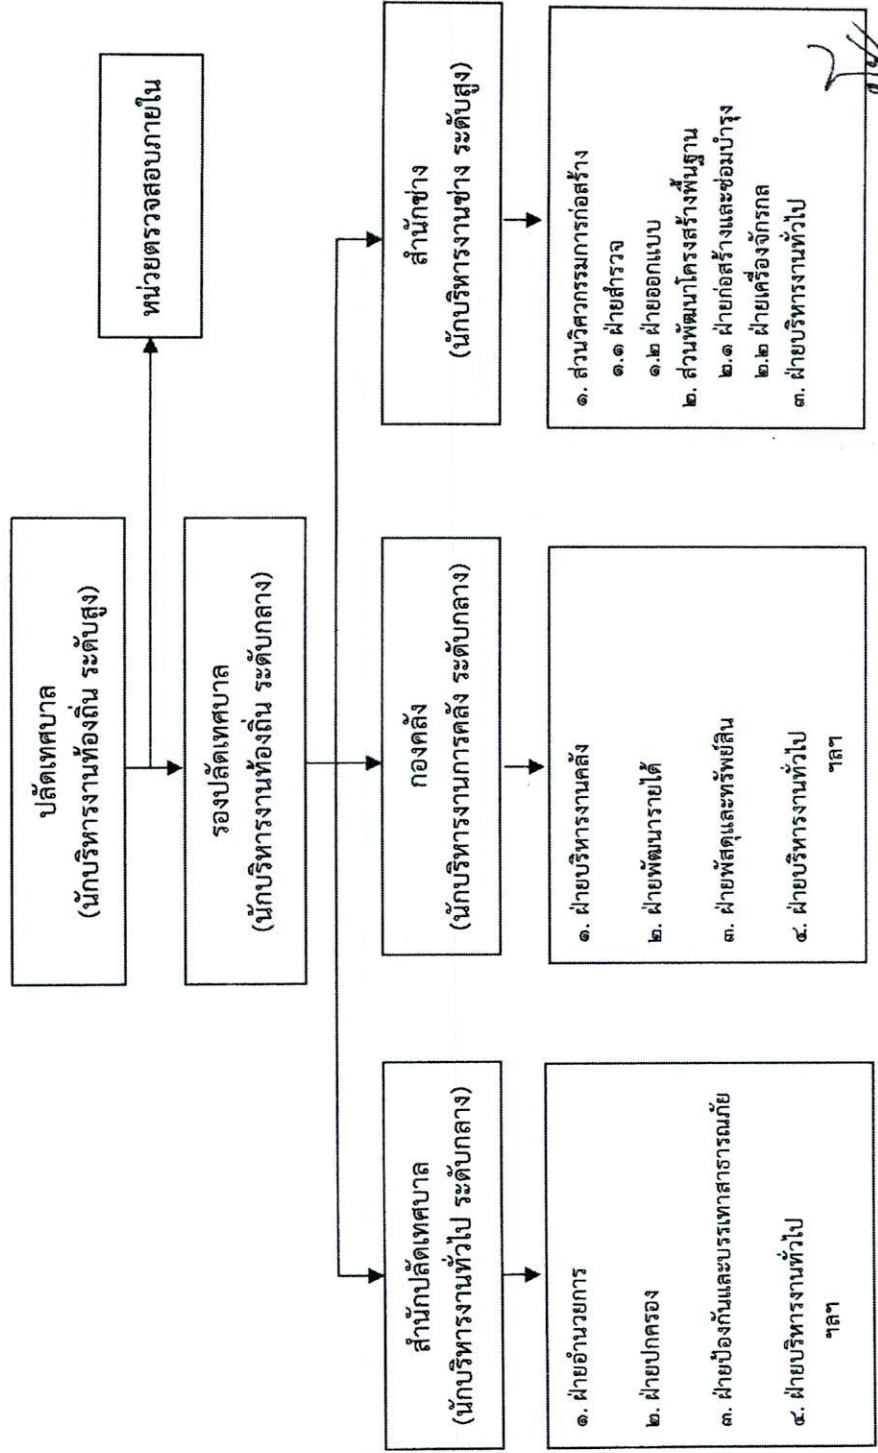 ปลัดเทศบาล
(นักบริหารงานท้องถิ่น ระดับสูง)
หน่วยตรวจสอบภายใน
รองปลัดเทศบาล
(นักบริหารงานท้องถิ่น ระดับกลาง)
สำนักปลัดเทศบาล
(นักบริหารงานทั่วไป ระดับกลาง)
กองคลัง
(นักบริหารงานการคลัง ระดับกลาง)
สำนักช่าง
(นักบริหารงานช่าง ระดับสูง)
๑. ฝ่ายอำนวยการ
๒. ฝ่ายปกครอง
๓. ฝ่ายป้องกันและบรรเทาสาธารณภัย
๔. ฝ่ายบริหารงานทั่วไป
ฯลฯ
๑. ฝ่ายบริหารงานคลัง
๒. ฝ่ายพัฒนารายได้
๓. ฝ่ายพัสดุและทรัพย์สิน
๔. ฝ่ายบริหารงานทั่วไป
ฯลฯ
๑. ส่วนวิศวกรรมการก่อสร้าง
๑.๑ ฝ่ายสำรวจ
๑.๒ ฝ่ายออกแบบ
๒. ส่วนพัฒนาโครงสร้างพื้นฐาน
๒.๑ ฝ่ายก่อสร้างและซ่อมบำรุง
๒.๒ ฝ่ายเครื่องจักรกล
๓. ฝ่ายบริหารงานทั่วไป